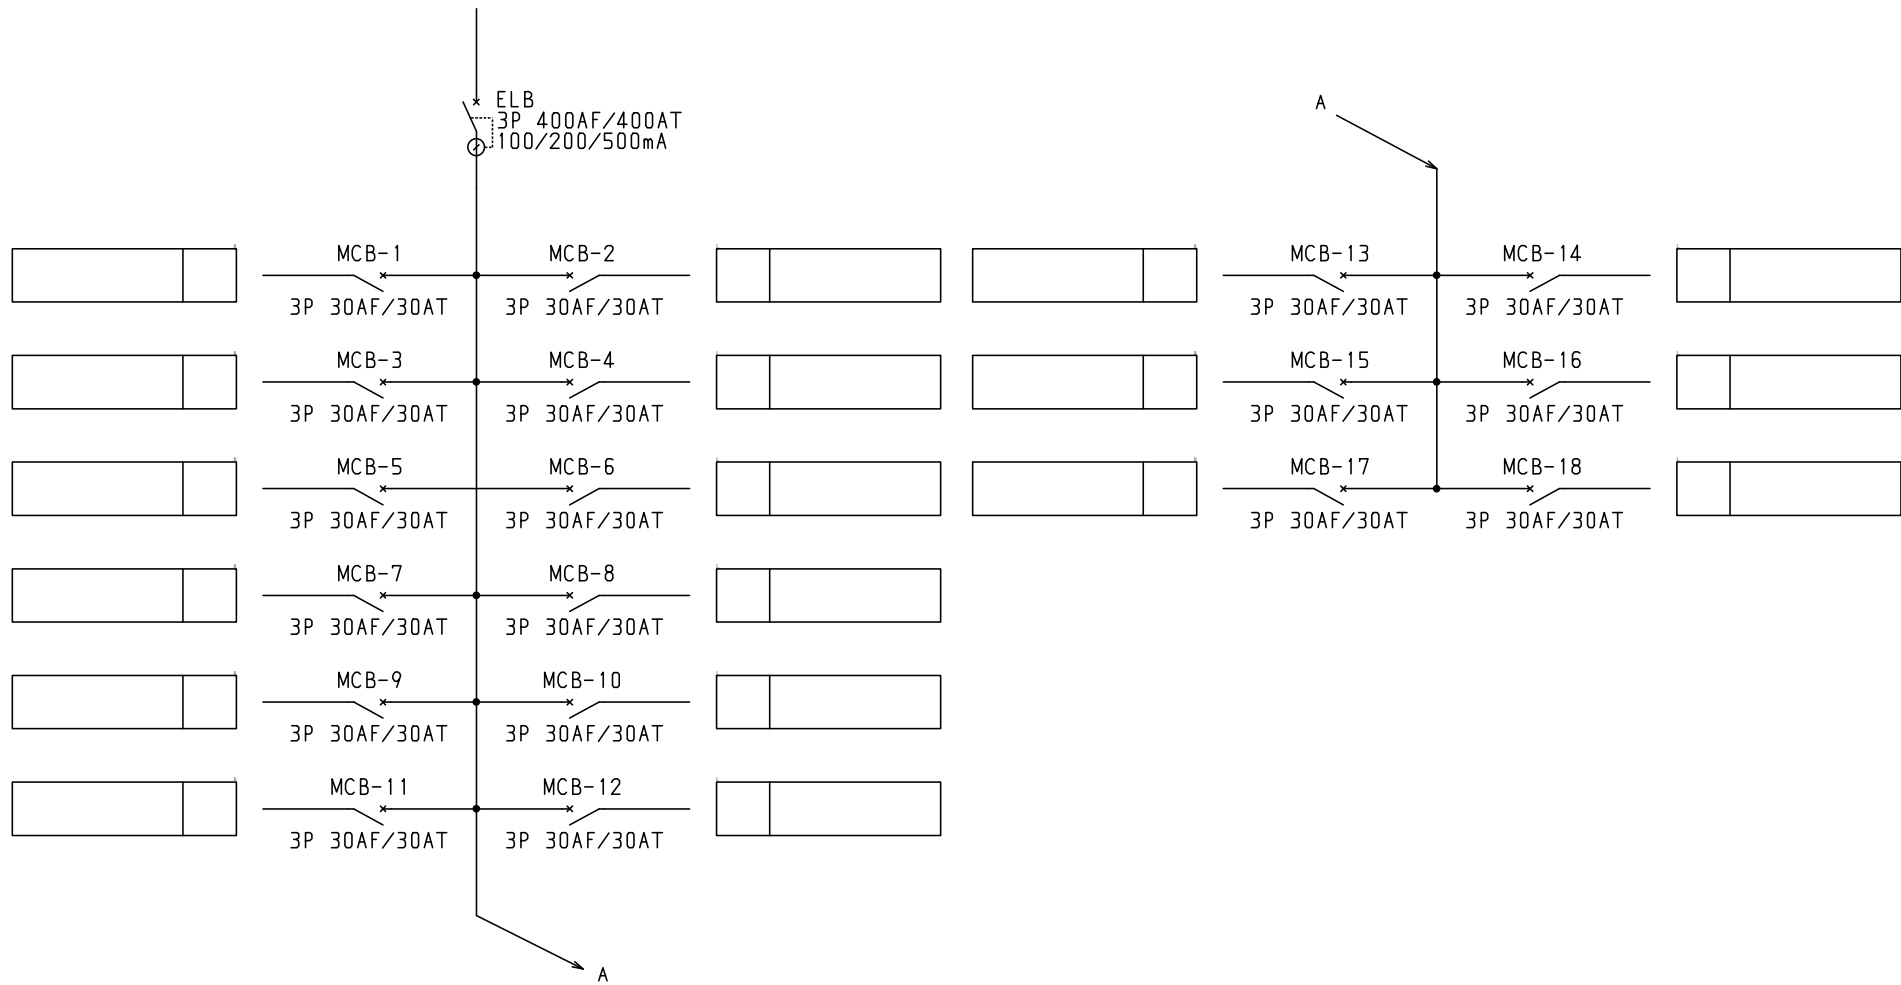 ELB
3P 400AF/400AT
100/200/500mA
A
MCB-1
3P 30AF/30AT
MCB-2
3P 30AF/30AT
MCB-13
3P 30AF/30AT
MCB-14
3P 30AF/30AT
MCB-3
3P 30AF/30AT
MCB-4
3P 30AF/30AT
MCB-15
3P 30AF/30AT
MCB-16
3P 30AF/30AT
MCB-5
3P 30AF/30AT
MCB-6
3P 30AF/30AT
MCB-17
3P 30AF/30AT
MCB-18
3P 30AF/30AT
MCB-7
3P 30AF/30AT
MCB-8
3P 30AF/30AT
MCB-9
3P 30AF/30AT
MCB-10
3P 30AF/30AT
MCB-11
3P 30AF/30AT
MCB-12
3P 30AF/30AT
A